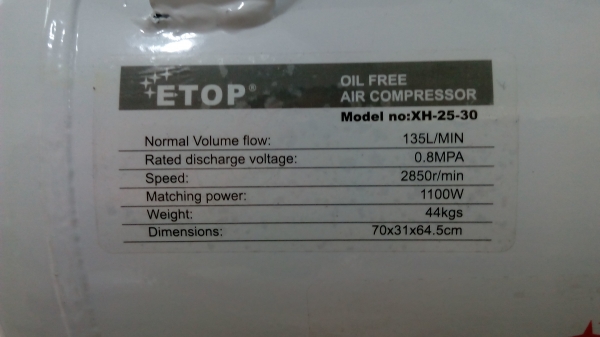 ETOP®
OIL FREE
AIR COMPRESSOR
Model no:XH-25-30
Normal Volume flow: 135L/MIN
Rated discharge voltage: 0.8MPA
Speed: 2850r/min
Matching power: 1100W
Weight: 44kgs
Dimensions: 70x31x64.5cm